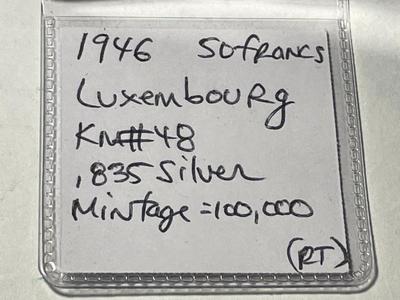 1946 50francs
Luxembourg
KM#48
,835 Silver
Mintage=100,000
(RT)